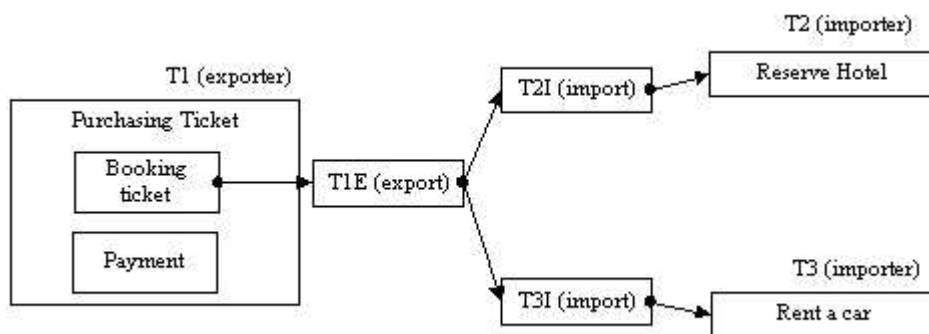 T2 (importer)
T1 (exporter)
T2I (import)
Reserve Hotel
Purchasing Ticket
Booking
ticket
T1E (export)
Payment
T3 (importer)
T3I (import)
Rent a car